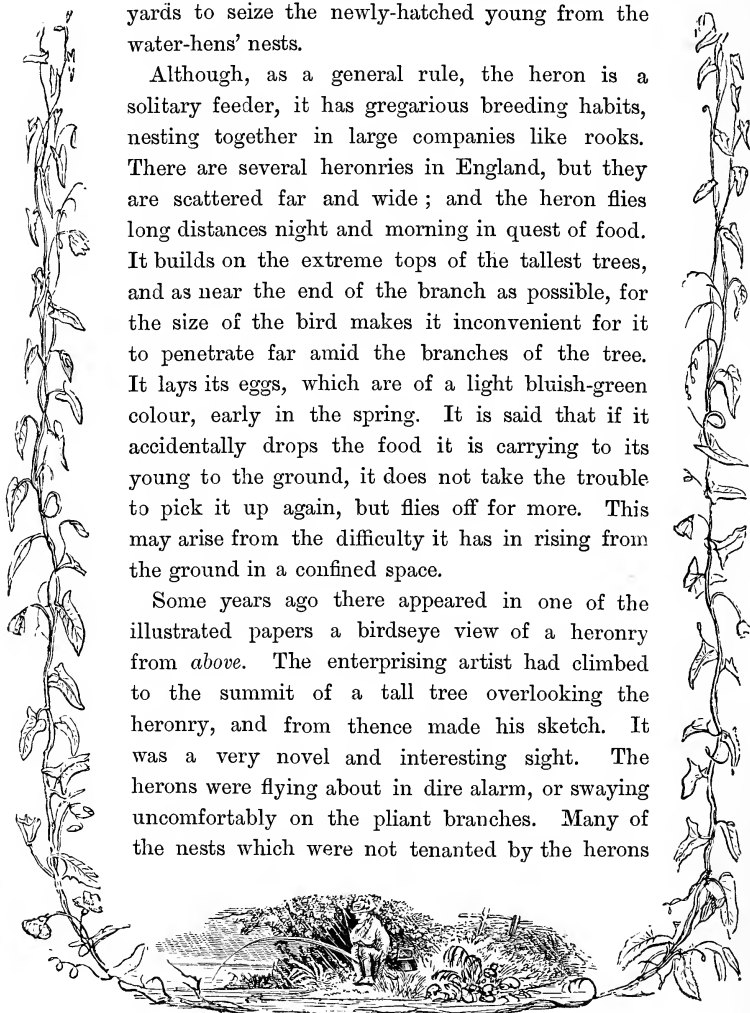 yards to seize the newly-hatched young from the
water-hens' nests.
Although, as a general rule, the heron is a
solitary feeder, it has gregarious breeding habits,
nesting together in large companies like rooks.
There are several heronries in England, but they
are scattered far and wide ; and the heron flies
long distances night and morning in quest of food.
It builds on the extreme tops of the tallest trees,
and as near the end of the branch as possible, for
the size of the bird makes it inconvenient for it
to penetrate far amid the branches of the tree.
It lays its eggs, which are of a light bluish-green
colour, early in the spring. It is said that if it
accidentally drops the food it is carrying to its
young to the ground, it does not take the trouble
to pick it up again, but flies off for more. This
may arise from the difficulty it has in rising from
the ground in a confined space.
Some years ago there appeared in one of the
illustrated papers a birdseye view of a heronry
from above. The enterprising artist had climbed
to the summit of a tall tree overlooking the
heronry, and from thence made his sketch. It
was a very novel and interesting sight. The
herons were flying about in dire alarm, or swaying
uncomfortably on the pliant branches. Many of
the nests which were not tenanted by the herons